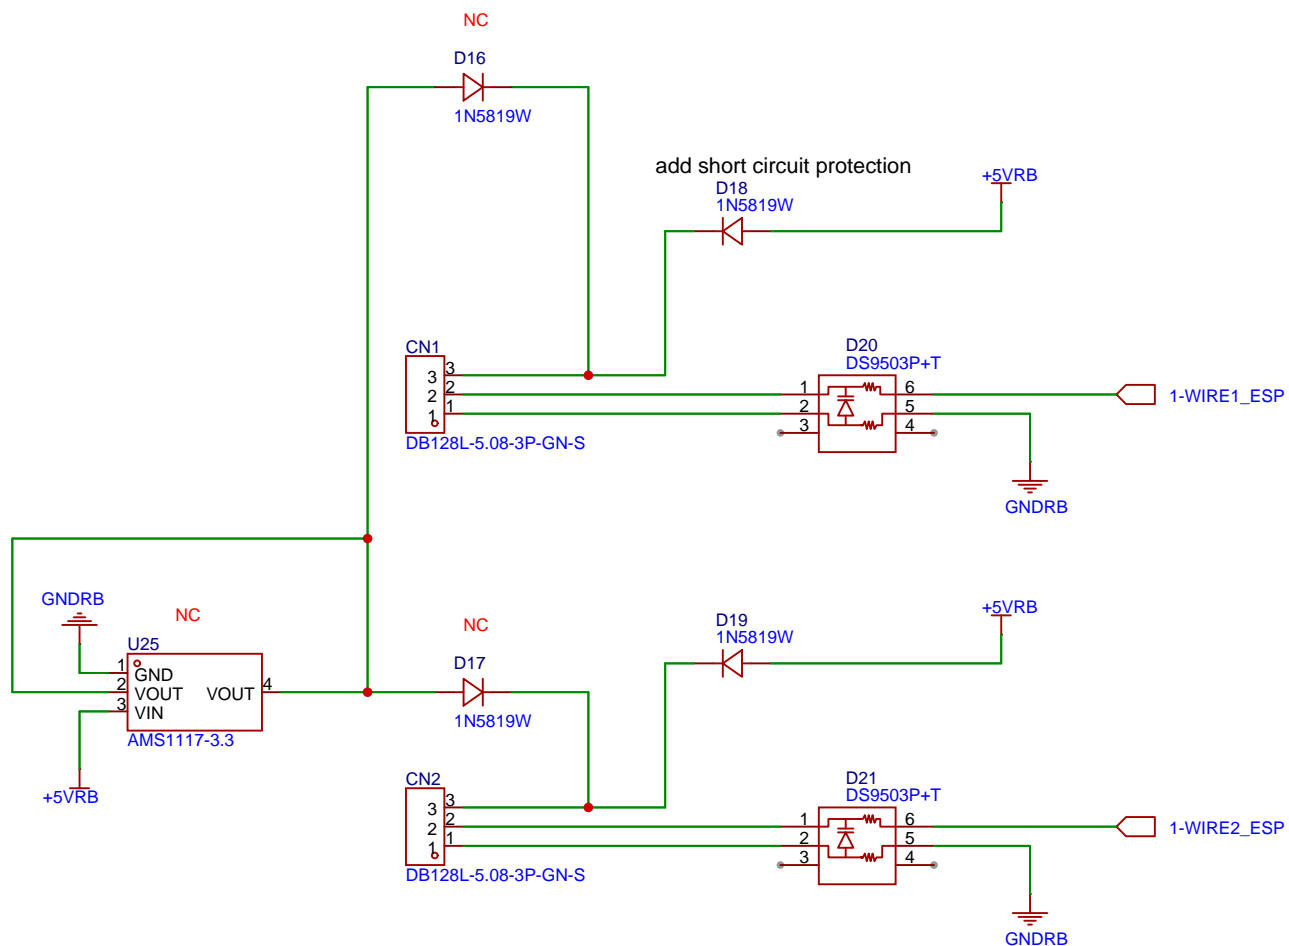 NC
D16
1N5819W
add short circuit protection
D18
1N5819W
+5VRB
CN1
3 3
2 2
1 1
DB128L-5.08-3P-GN-S
D20
DS9503P+T
1 6
2 5
3 4
1-WIRE1_ESP
GNDRB
GNDRB
NC
U25
1 GND
2 VOUT VOUT 4
3 VIN
AMS1117-3.3
+5VRB
NC
D17
1N5819W
D19
1N5819W
+5VRB
CN2
3 3
2 2
1 1
DB128L-5.08-3P-GN-S
D21
DS9503P+T
1 6
2 5
3 4
1-WIRE2_ESP
GNDRB